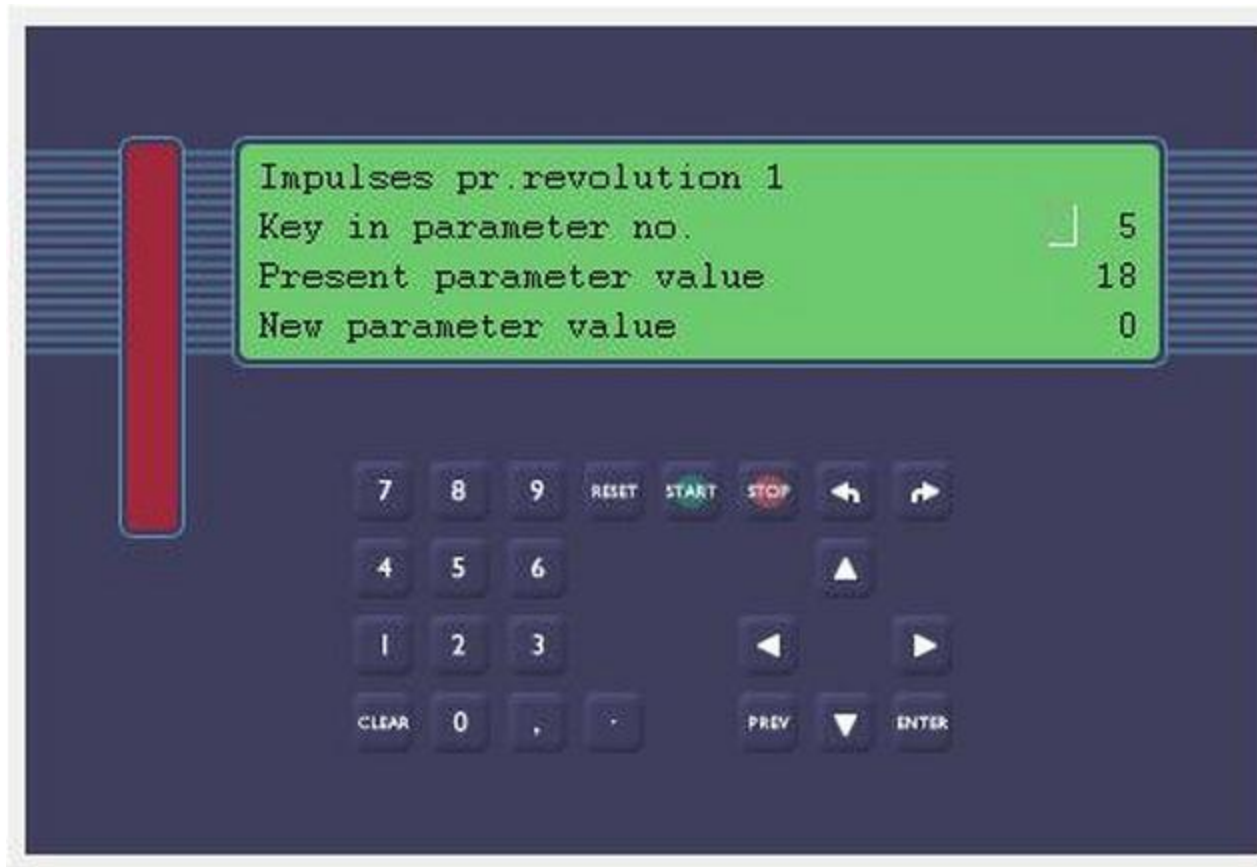 Impulses pr.revolution 1
Key in parameter no. 5
Present parameter value 18
New parameter value 0
7 8 9 RESET START STOP
4 5 6
1 2 3
CLEAR 0 , . PREV ENTER